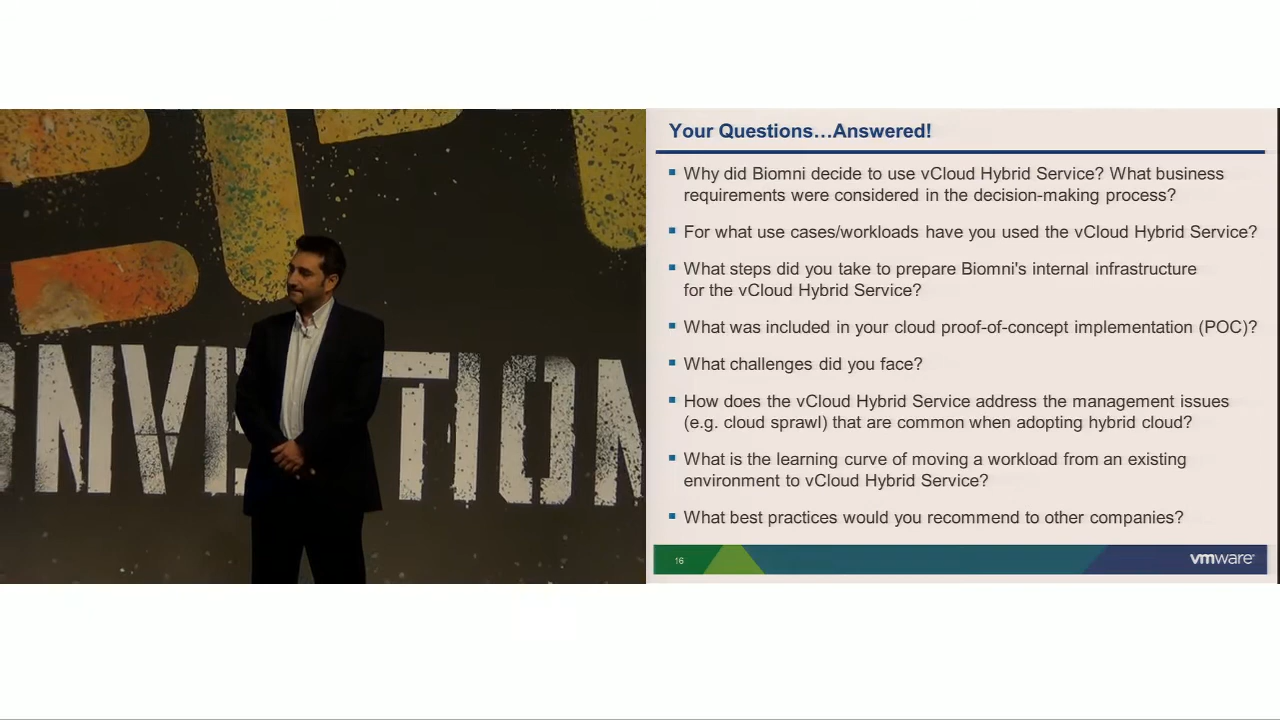 NVENTION
Your Questions…Answered!
Why did Biomni decide to use vCloud Hybrid Service? What business
requirements were considered in the decision-making process?
For what use cases/workloads have you used the vCloud Hybrid Service?
What steps did you take to prepare Biomni's internal infrastructure
for the vCloud Hybrid Service?
What was included in your cloud proof-of-concept implementation (POC)?
What challenges did you face?
How does the vCloud Hybrid Service address the management issues
(e.g. cloud sprawl) that are common when adopting hybrid cloud?
What is the learning curve of moving a workload from an existing
environment to vCloud Hybrid Service?
What best practices would you recommend to other companies?
16
vmware